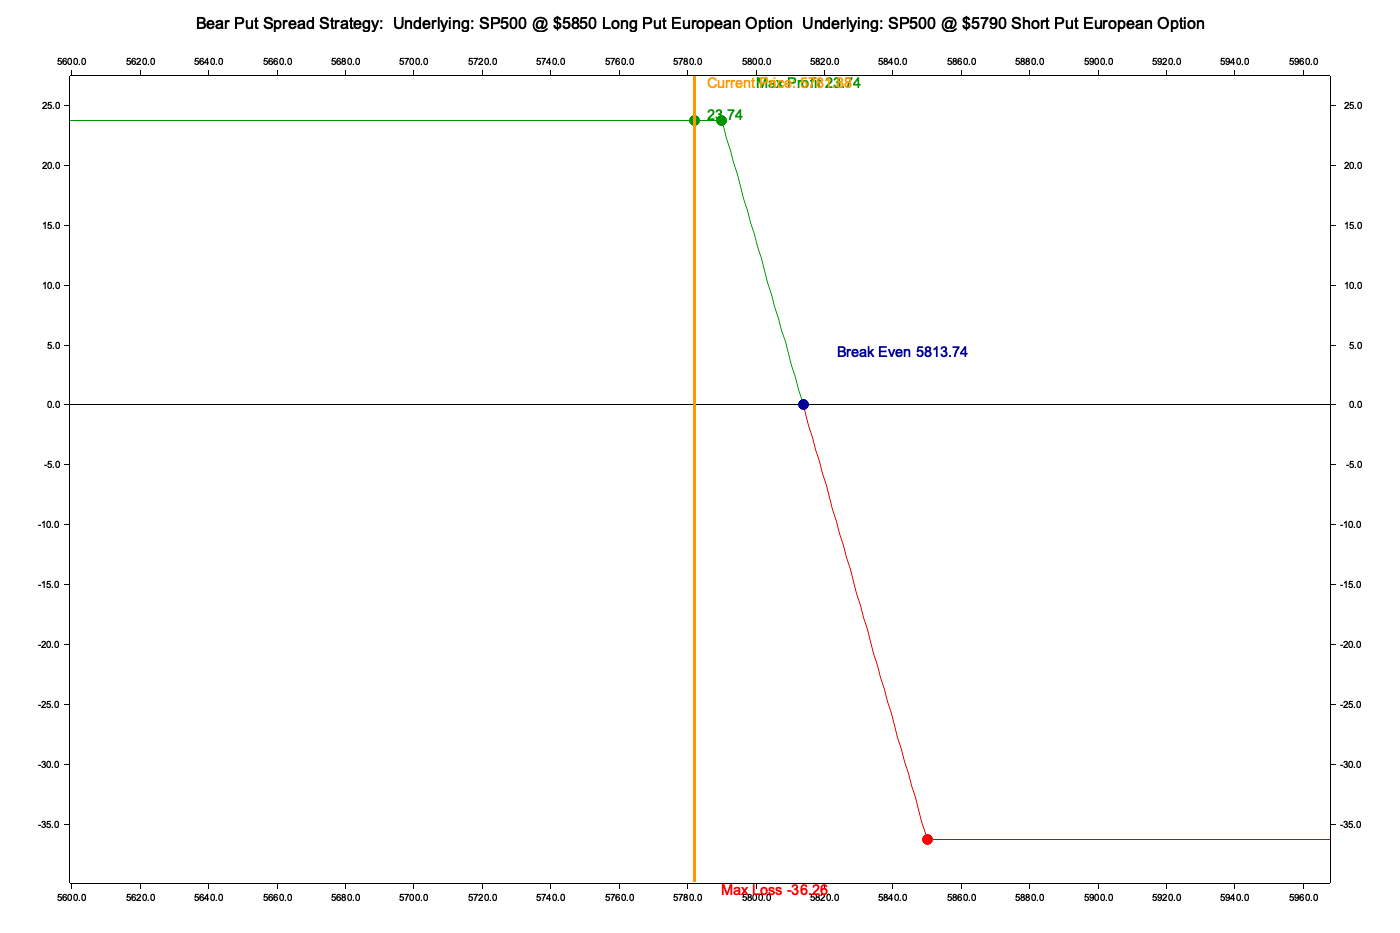 Bear Put Spread Strategy:  Underlying: SP500 @ $5850 Long Put European Option  Underlying: SP500 @ $5790 Short Put European Option
5600.0 5620.0 5640.0 5660.0 5680.0 5700.0 5720.0 5740.0 5760.0 5780.0 5800.0 5820.0 5840.0 5860.0 5880.0 5900.0 5920.0 5940.0 5960.0
Current Price:
Max Profit 23.74
25.0 25.0
23.74
20.0 20.0
15.0 15.0
10.0 10.0
5.0 5.0
Break Even 5813.74
0.0 0.0
-5.0 -5.0
-10.0 -10.0
-15.0 -15.0
-20.0 -20.0
-25.0 -25.0
-30.0 -30.0
-35.0 -35.0
Max Loss -36.26
5600.0 5620.0 5640.0 5660.0 5680.0 5700.0 5720.0 5740.0 5760.0 5780.0 5800.0 5820.0 5840.0 5860.0 5880.0 5900.0 5920.0 5940.0 5960.0